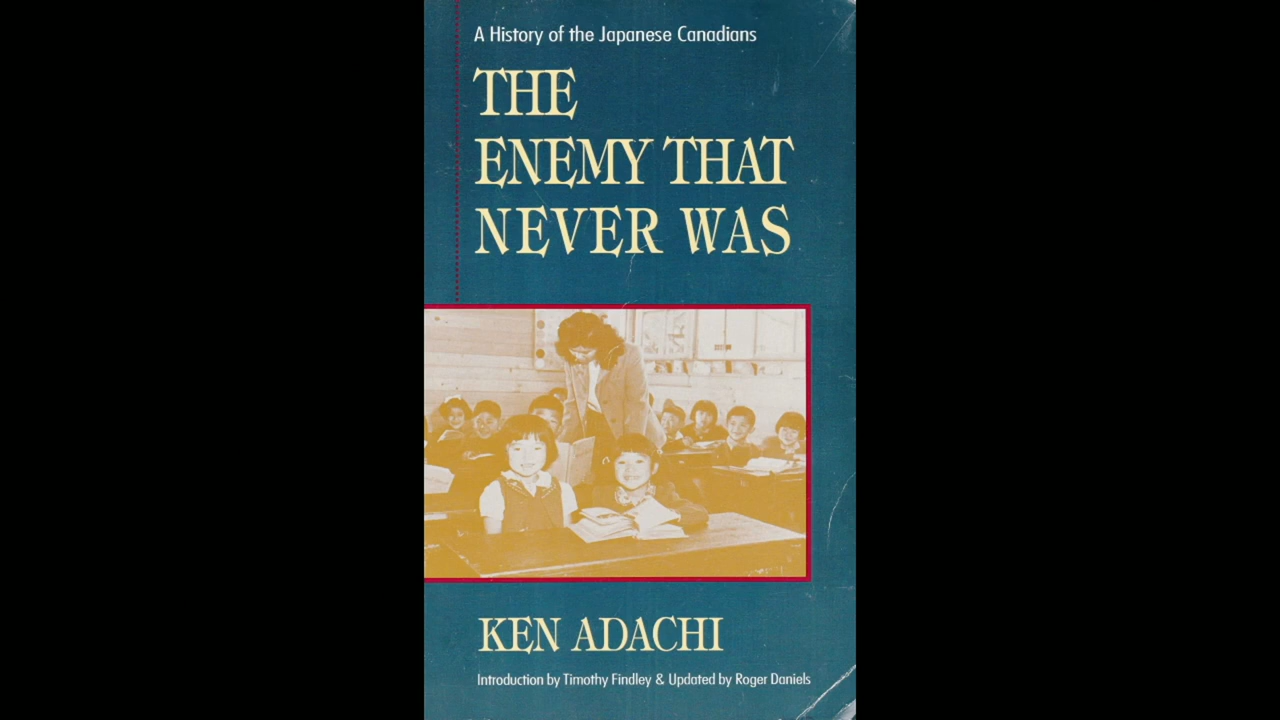 A History of the Japanese Canadians
THE
ENEMY THAT
NEVER WAS
KEN ADACHI
Introduction by Timothy Findley & Updated by Roger Daniels